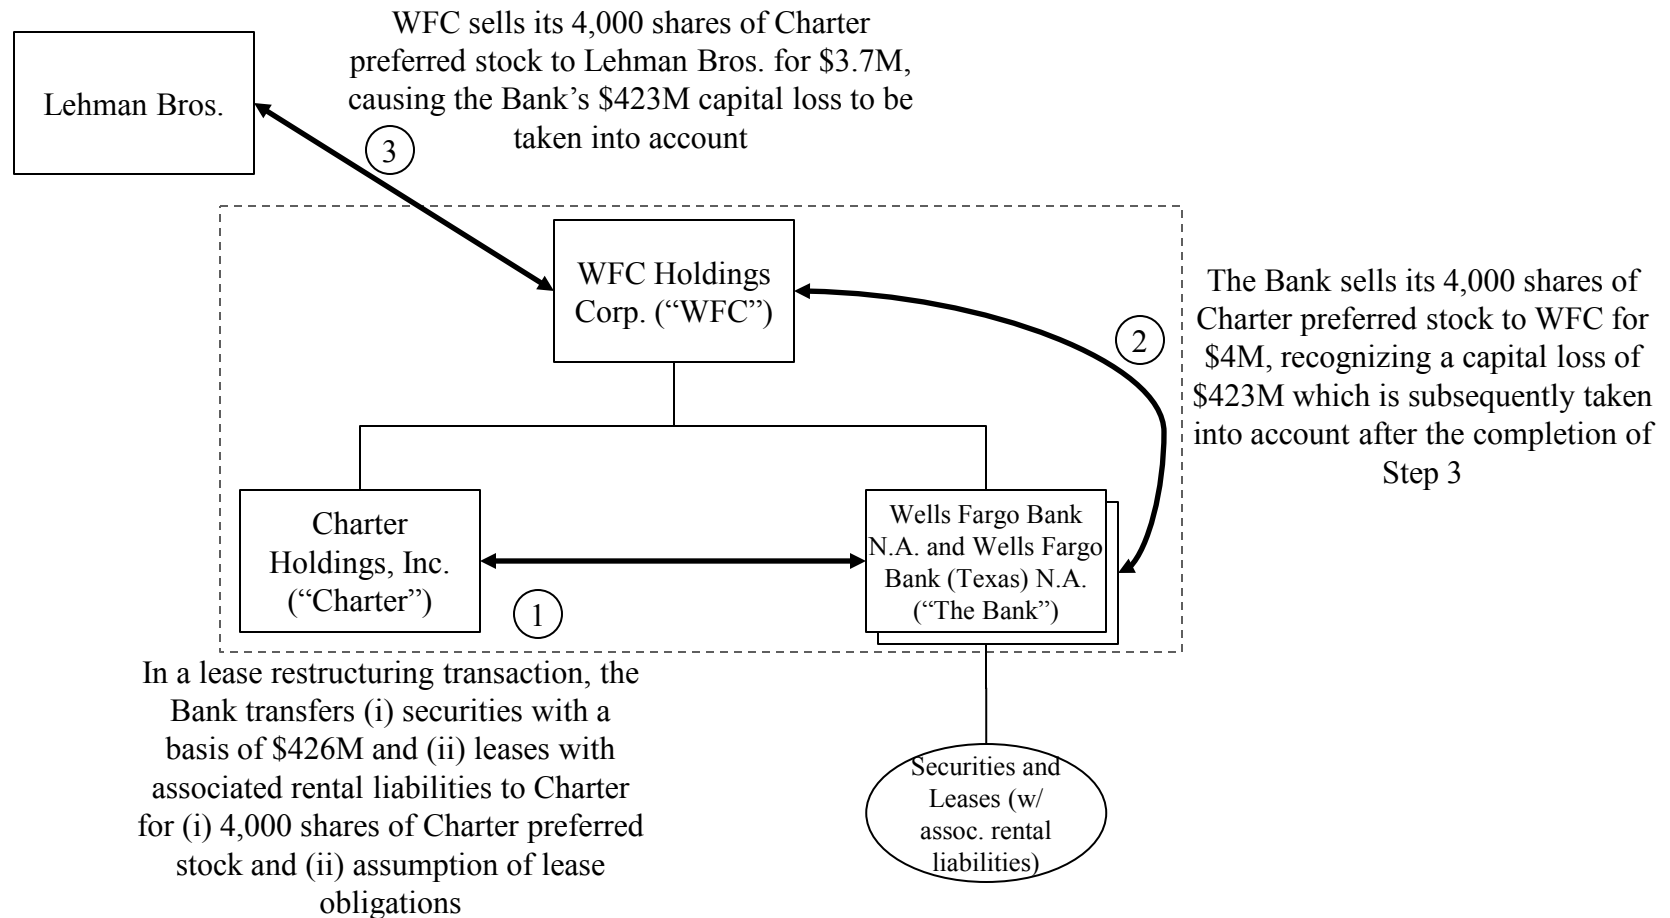 WFC sells its 4,000 shares of Charter
preferred stock to Lehman Bros. for $3.7M,
causing the Bank’s $423M capital loss to be
taken into account
Lehman Bros.
3
WFC Holdings
Corp. (“WFC”)
The Bank sells its 4,000 shares of
Charter preferred stock to WFC for
$4M, recognizing a capital loss of
$423M which is subsequently taken
into account after the completion of
Step 3
2
Charter
Holdings, Inc.
(“Charter”)
Wells Fargo Bank
N.A. and Wells Fargo
Bank (Texas) N.A.
(“The Bank”)
1
In a lease restructuring transaction, the
Bank transfers (i) securities with a
basis of $426M and (ii) leases with
associated rental liabilities to Charter
for (i) 4,000 shares of Charter preferred
stock and (ii) assumption of lease
obligations
Securities and
Leases (w/
assoc. rental
liabilities)